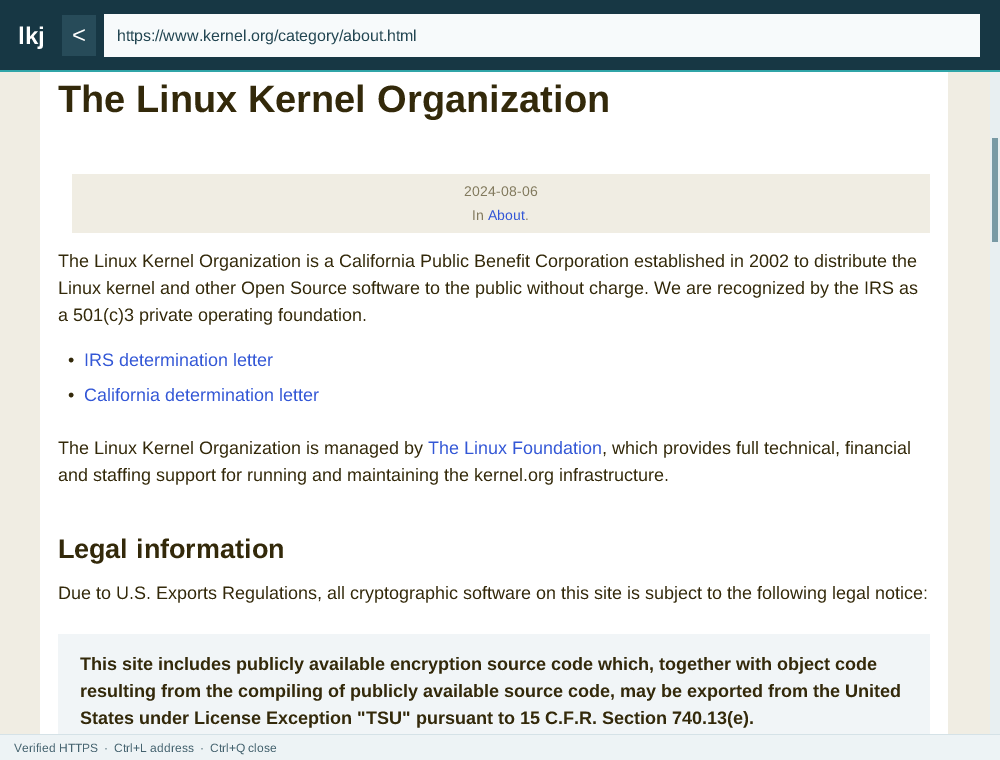 lkj < https://www.kernel.org/category/about.html
The Linux Kernel Organization
2024-08-06
In About.
The Linux Kernel Organization is a California Public Benefit Corporation established in 2002 to distribute the
Linux kernel and other Open Source software to the public without charge. We are recognized by the IRS as
a 501(c)3 private operating foundation.
• IRS determination letter
• California determination letter
The Linux Kernel Organization is managed by The Linux Foundation, which provides full technical, financial
and staffing support for running and maintaining the kernel.org infrastructure.
Legal information
Due to U.S. Exports Regulations, all cryptographic software on this site is subject to the following legal notice:
This site includes publicly available encryption source code which, together with object code
resulting from the compiling of publicly available source code, may be exported from the United
States under License Exception "TSU" pursuant to 15 C.F.R. Section 740.13(e).
Verified HTTPS · Ctrl+L address · Ctrl+Q close